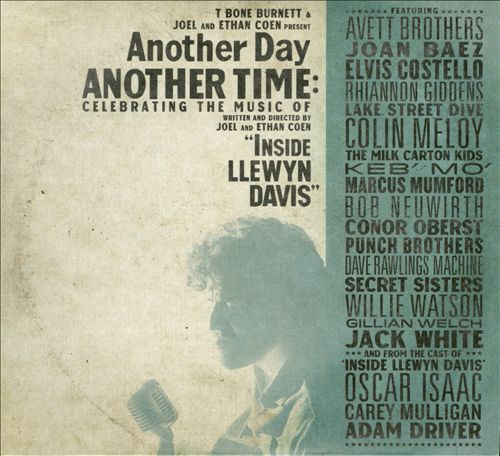 T BONE BURNETT &
JOEL AND ETHAN COEN PRESENT
Another Day
ANOTHER TIME:
CELEBRATING THE MUSIC OF
WRITTEN AND DIRECTED BY
JOEL AND ETHAN COEN
"INSIDE
LLEWYN
DAVIS"
FEATURING
AVETT BROTHERS
JOAN BAEZ
ELVIS COSTELLO
RHIANNON GIDDENS
LAKE STREET DIVE
COLIN MELOY
THE MILK CARTON KIDS
KEB' MO'
MARCUS MUMFORD
BOB NEUWIRTH
CONOR OBERST
PUNCH BROTHERS
DAVE RAWLINGS MACHINE
SECRET SISTERS
WILLIE WATSON
GILLIAN WELCH
JACK WHITE
AND FROM THE CAST OF
'INSIDE LLEWYN DAVIS'
OSCAR ISAAC
CAREY MULLIGAN
ADAM DRIVER